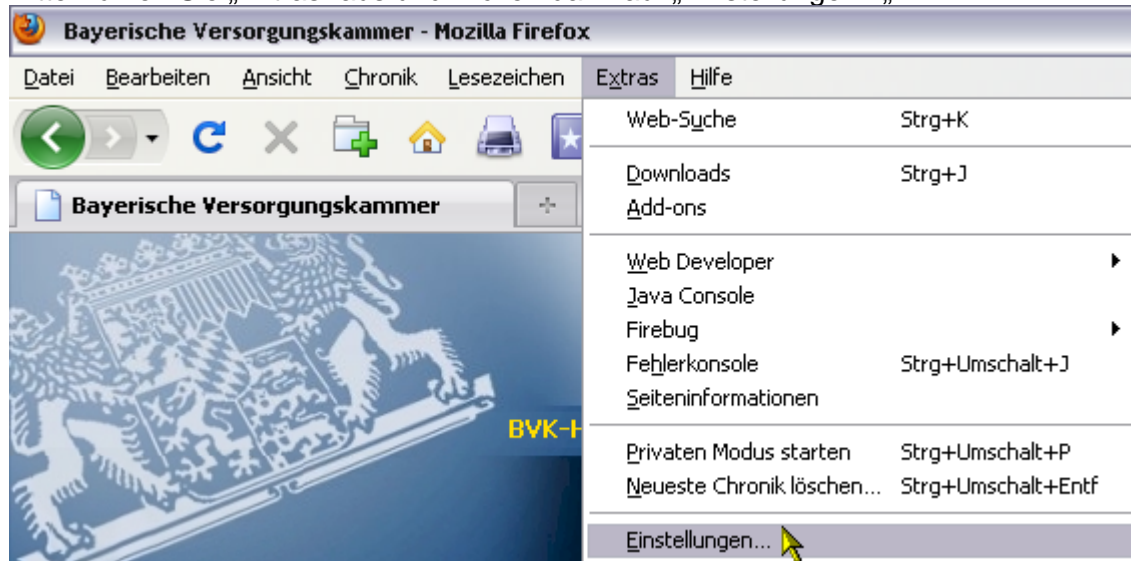 Bayerische Versorgungskammer - Mozilla Firefox
Datei Bearbeiten Ansicht Chronik Lesezeichen Extras Hilfe
Web-Suche Strg+K
Downloads Strg+J
Add-ons
Bayerische Versorgungskammer
Web Developer
Java Console
Firebug
Fehlerkonsole Strg+Umschalt+J
Seiteninformationen
BVK-H
Privaten Modus starten Strg+Umschalt+P
Neueste Chronik löschen... Strg+Umschalt+Entf
Einstellungen...